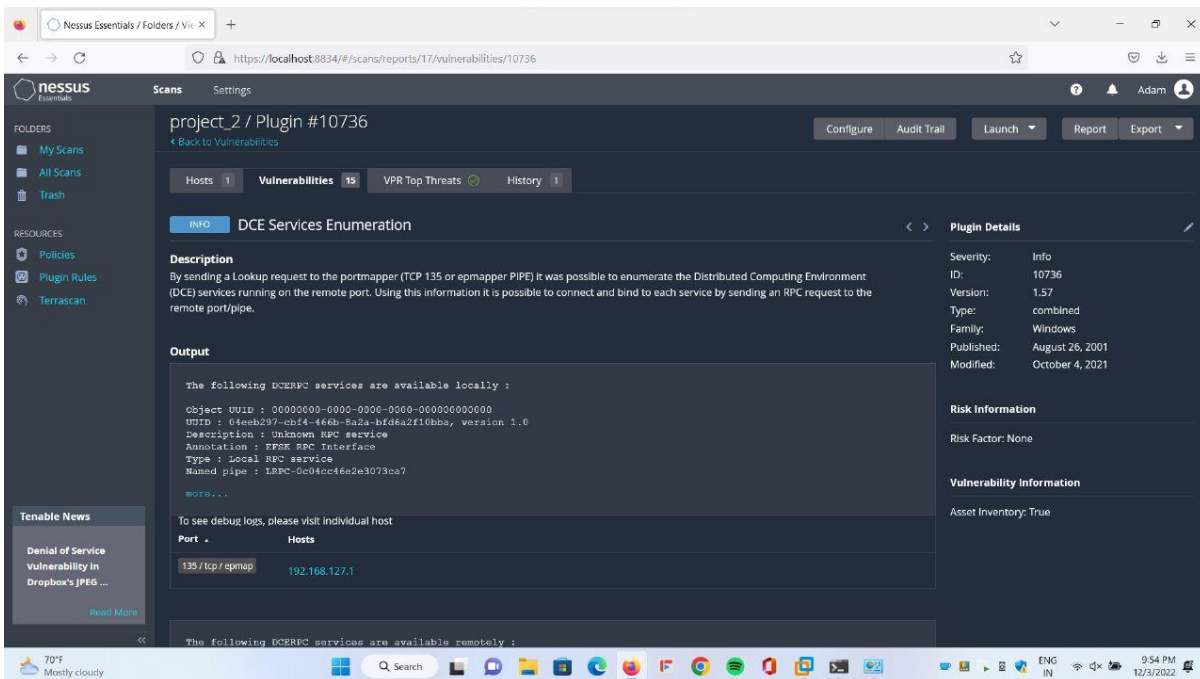 Nessus Essentials / Folders / Vie
https://localhost:8834/#/scans/reports/17/vulnerabilities/10736
nessus
Essentials
Scans
Settings
Adam
FOLDERS
My Scans
All Scans
Trash
RESOURCES
Policies
Plugin Rules
Terrascan
Tenable News
Denial of Service
Vulnerability in
Dropbox's JPEG ...
Read More
project_2 / Plugin #10736
Back to Vulnerabilities
Configure
Audit Trail
Launch
Report
Export
Hosts 1
Vulnerabilities 15
VPR Top Threats
History 1
INFO
DCE Services Enumeration
Description
By sending a Lookup request to the portmapper (TCP 135 or epmapper PIPE) it was possible to enumerate the Distributed Computing Environment
(DCE) services running on the remote port. Using this information it is possible to connect and bind to each service by sending an RPC request to the
remote port/pipe.
Output
The following DCERPC services are available locally :
Object UUID : 00000000-0000-0000-0000-000000000000
UUID : 04eeb297-cbf4-466b-8a2a-bfd6a2f10bba, version 1.0
Description : Unknown RPC service
Annotation : EFSK RPC Interface
Type : Local RPC service
Named pipe : LRPC-0c04cc46e2e3073ca7
more...
To see debug logs, please visit individual host
Port
Hosts
135 / tcp / epmap
192.168.127.1
The following DCERPC services are available remotely :
Plugin Details
Severity: Info
ID: 10736
Version: 1.57
Type: combined
Family: Windows
Published: August 26, 2001
Modified: October 4, 2021
Risk Information
Risk Factor: None
Vulnerability Information
Asset Inventory: True
70°F
Mostly cloudy
Search
ENG
IN
9:54 PM
12/3/2022